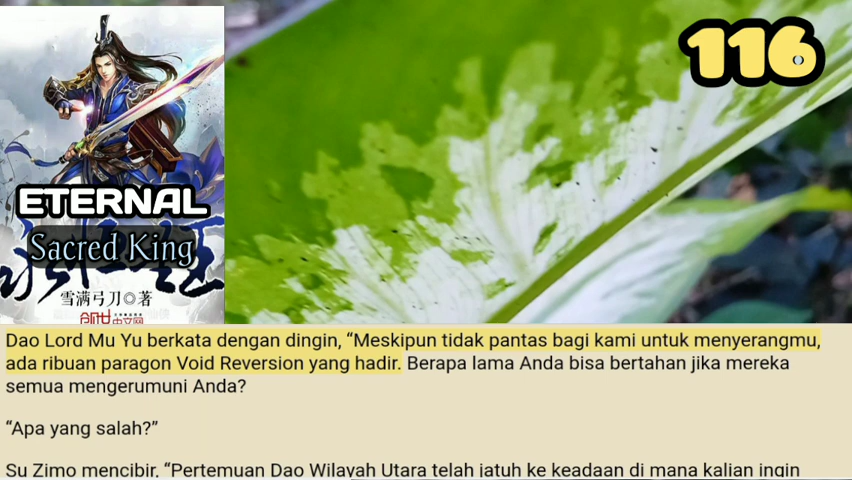 116
ETERNAL
Sacred King
雪满弓刀◎著
中文网
Dao Lord Mu Yu berkata dengan dingin, “Meskipun tidak pantas bagi kami untuk menyerangmu,
ada ribuan paragon Void Reversion yang hadir. Berapa lama Anda bisa bertahan jika mereka
semua mengerumuni Anda?
“Apa yang salah?”
Su Zimo mencibir, “Pertemuan Dao Wilayah Utara telah jatuh ke keadaan di mana kalian ingin